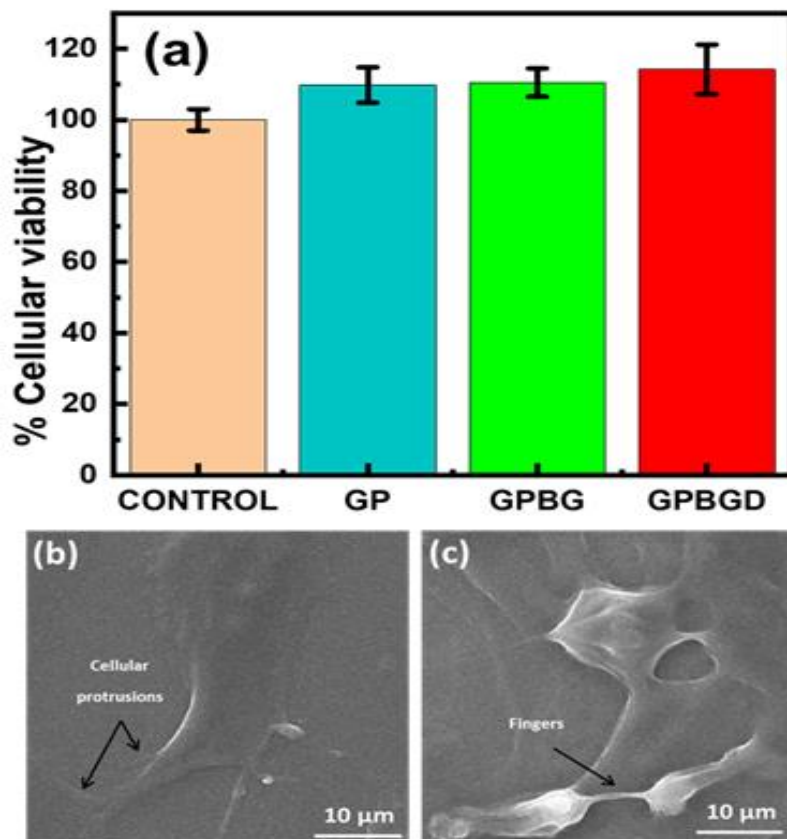 (a)
% Cellular viability
120
100
80
60
40
20
0
CONTROL GP GPBG GPBGD
(b)
Cellular
protrusions
10 µm
(c)
Fingers
10 µm